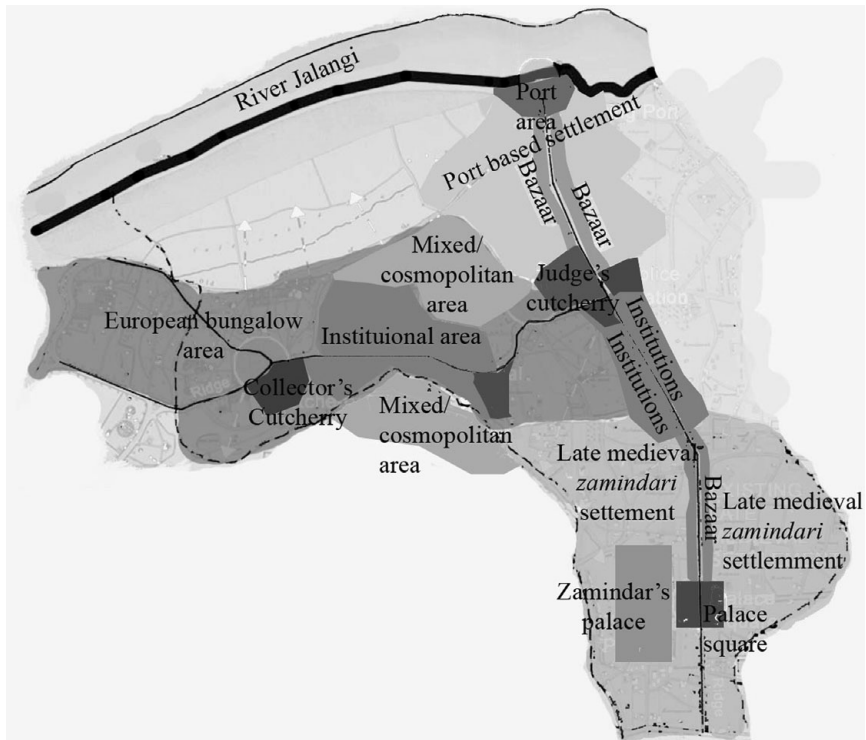 River Jalangi
Port
area
Port based settlement
Bazaar
Bazaar
Mixed/
cosmopolitan
area
Judge's
cutcherry
European bungalow
area
Instituional area
Institutions
Institutions
Collector's
Cutcherry
Mixed/
cosmopolitan
area
Late medieval
zamindari
settement
Bazaar
Late medieval
zamindari
settlemment
Zamindar's
palace
Palace
square